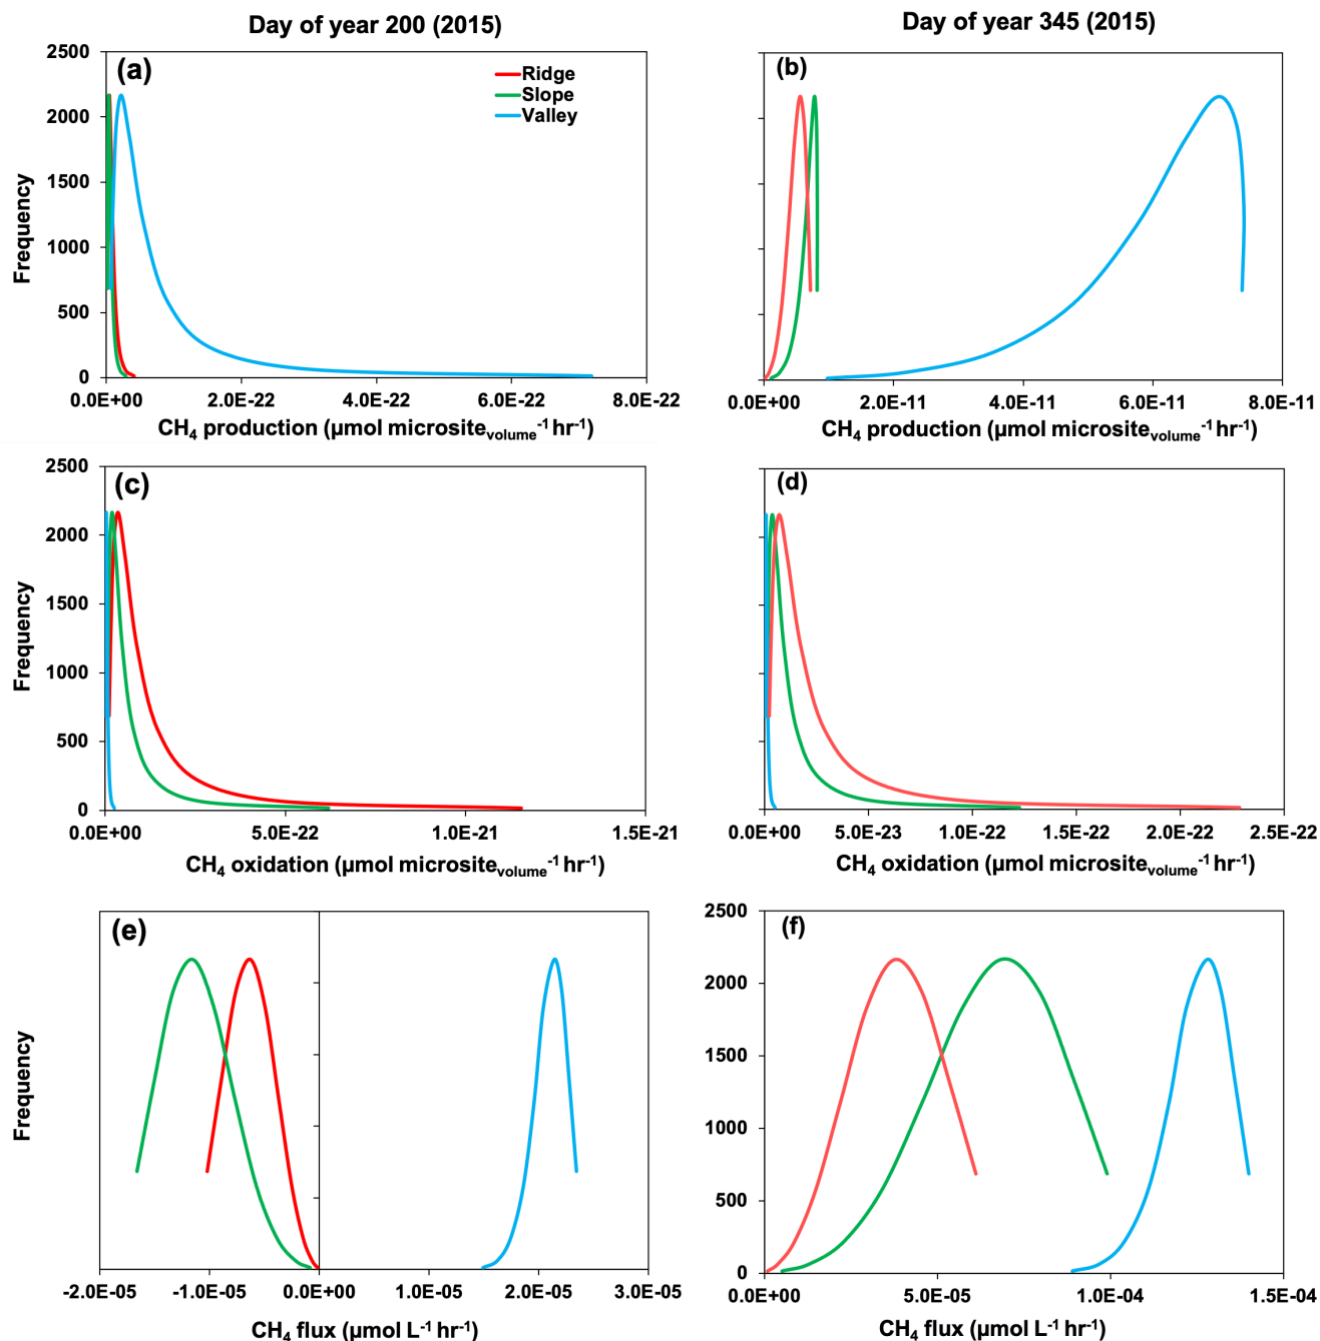 Day of year 200 (2015)
Day of year 345 (2015)
(a)
Ridge
Slope
Valley
2500
2000
1500
1000
500
0
Frequency
0.0E+00 2.0E-22 4.0E-22 6.0E-22 8.0E-22
CH4 production (µmol microsite_volume^-1 hr^-1)
(b)
0.0E+00 2.0E-11 4.0E-11 6.0E-11 8.0E-11
CH4 production (µmol microsite_volume^-1 hr^-1)
(c)
2500
2000
1500
1000
500
0
Frequency
0.0E+00 5.0E-22 1.0E-21 1.5E-21
CH4 oxidation (µmol microsite_volume^-1 hr^-1)
(d)
0.0E+00 5.0E-23 1.0E-22 1.5E-22 2.0E-22 2.5E-22
CH4 oxidation (µmol microsite_volume^-1 hr^-1)
(e)
Frequency
-2.0E-05 -1.0E-05 0.0E+00 1.0E-05 2.0E-05 3.0E-05
CH4 flux (µmol L^-1 hr^-1)
(f)
2500
2000
1500
1000
500
0
0.0E+00 5.0E-05 1.0E-04 1.5E-04
CH4 flux (µmol L^-1 hr^-1)